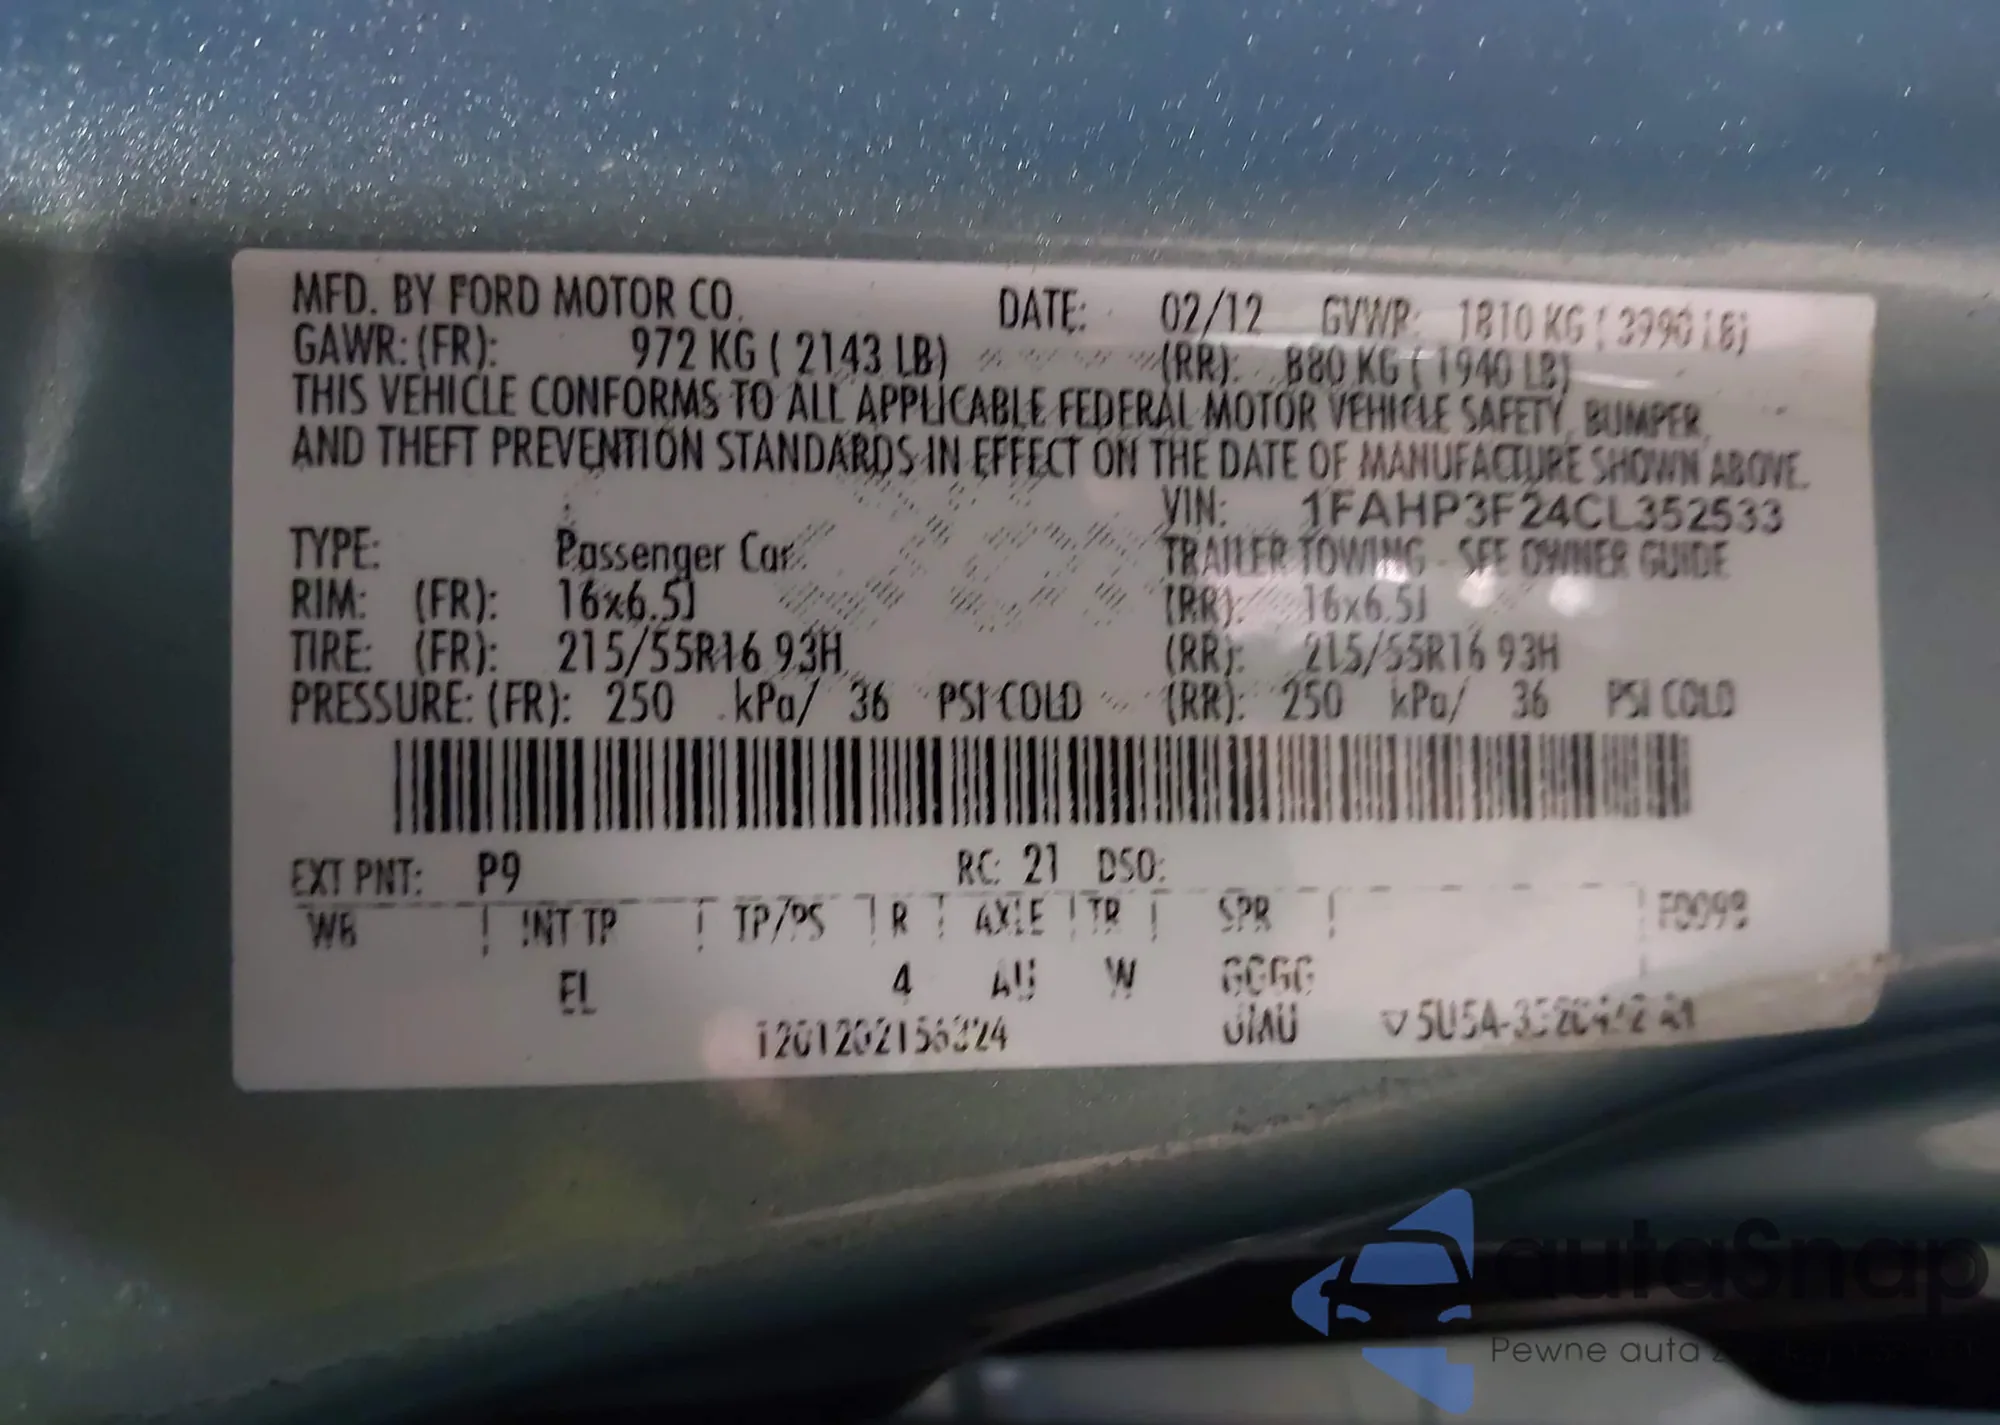 MFD. BY FORD MOTOR CO. DATE: 02/12 GVWR: 1810 KG ( 3990 LB)
GAWR: (FR): 972 KG ( 2143 LB) (RR): 880 KG ( 1940 LB)
THIS VEHICLE CONFORMS TO ALL APPLICABLE FEDERAL MOTOR VEHICLE SAFETY, BUMPER,
AND THEFT PREVENTION STANDARDS IN EFFECT ON THE DATE OF MANUFACTURE SHOWN ABOVE.
VIN: 1FAHP3F24CL352533
TYPE: Passenger Car TRAILER TOWING - SEE OWNER GUIDE
RIM: (FR): 16x6.5J (RR): 16x6.5J
TIRE: (FR): 215/55R16 93H (RR): 215/55R16 93H
PRESSURE: (FR): 250 kPa/ 36 PSI COLD (RR): 250 kPa/ 36 PSI COLD
EXT PNT: P9 RC: 21 DSO:
WB INT TP TP/PS R AXLE TR SPR
EL 4 W GGGG
autoSnap
Pewne auta